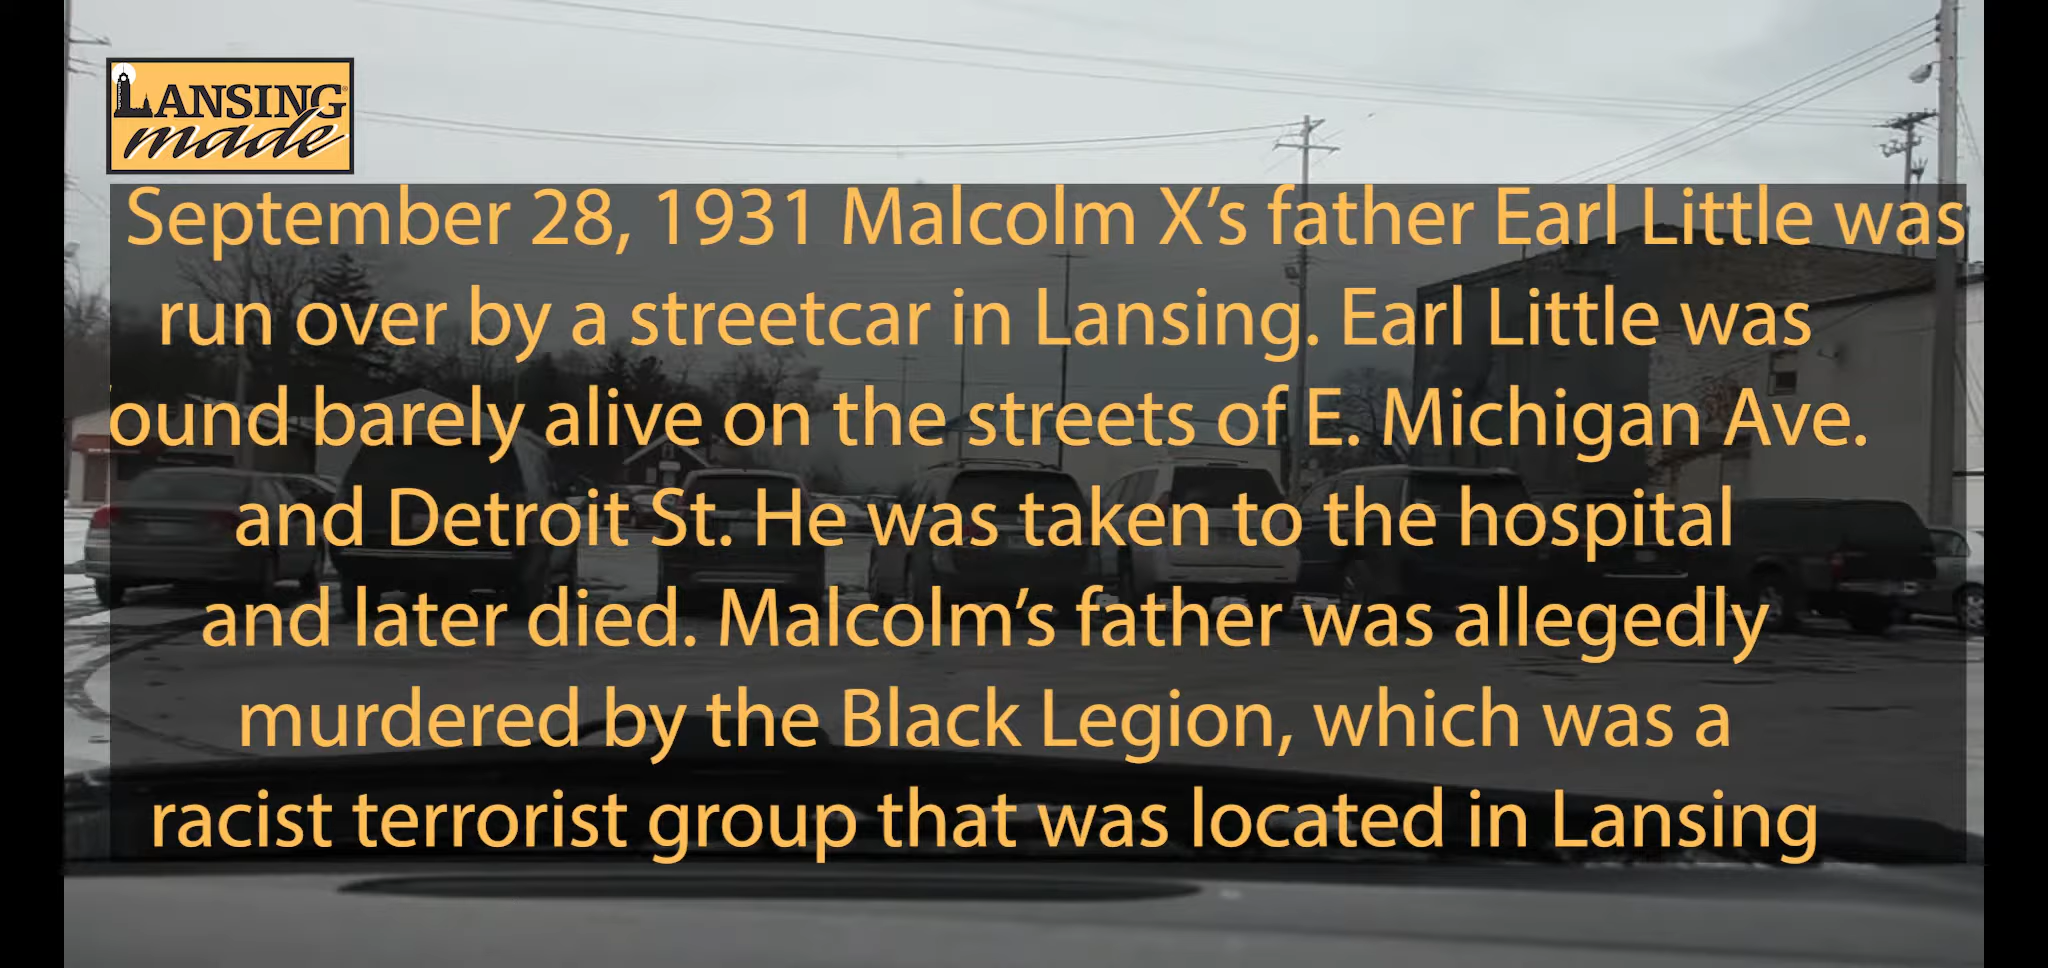 LANSING
made
September 28, 1931 Malcolm X’s father Earl Little was
run over by a streetcar in Lansing. Earl Little was
ound barely alive on the streets of E. Michigan Ave.
and Detroit St. He was taken to the hospital
and later died. Malcolm’s father was allegedly
murdered by the Black Legion, which was a
racist terrorist group that was located in Lansing